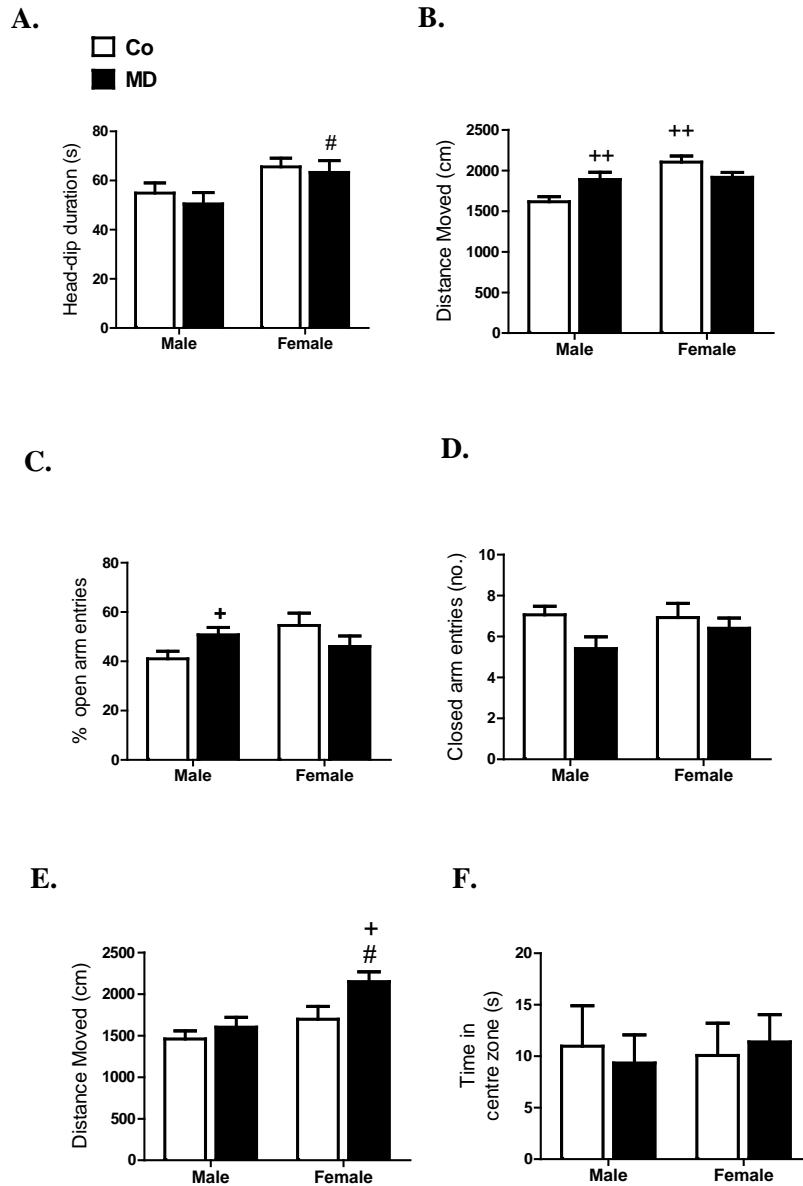 A.
Co
MD
Head-dip duration (s)
80
60
40
20
0
#
Male
Female
B.
Distance Moved (cm)
2500
2000
1500
1000
500
0
++
++
Male
Female
C.
% open arm entries
80
60
40
20
0
+
Male
Female
D.
Closed arm entries (no.)
10
8
6
4
2
0
Male
Female
E.
Distance Moved (cm)
2500
2000
1500
1000
500
0
+
#
Male
Female
F.
Time in
centre zone (s)
20
15
10
5
0
Male
Female